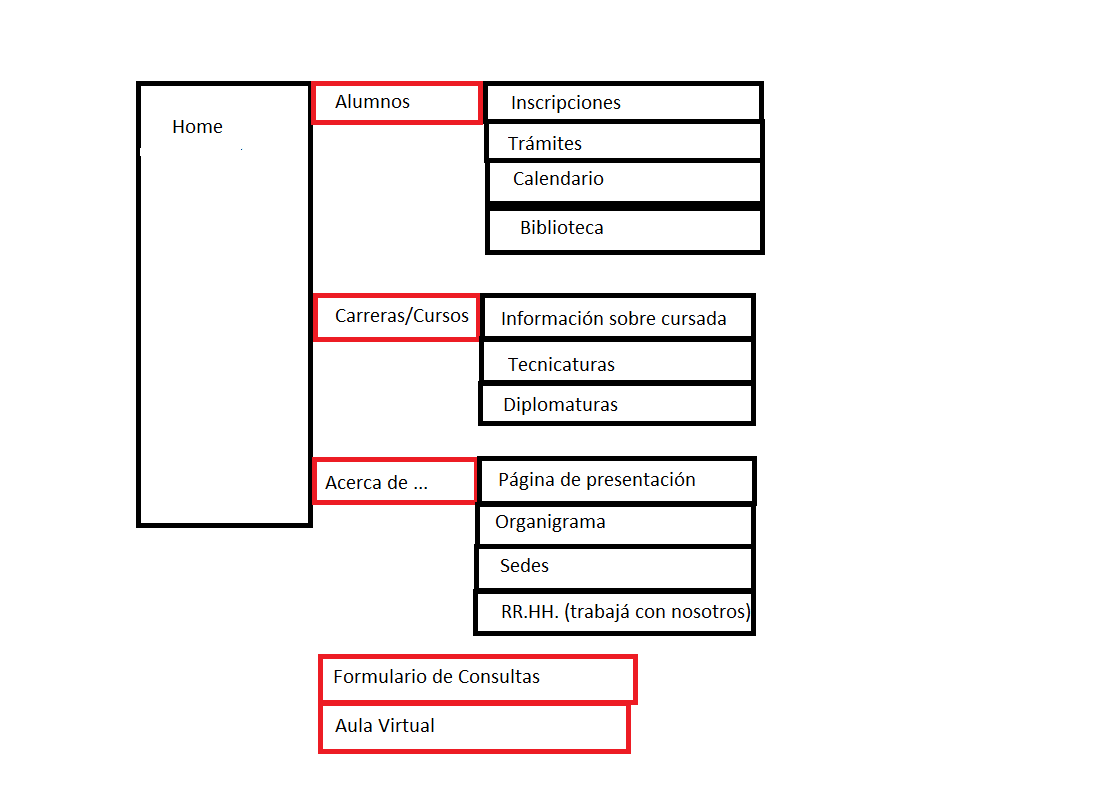 Home
Alumnos
Inscripciones
Trámites
Calendario
Biblioteca
Carreras/Cursos
Información sobre cursada
Tecnicaturas
Diplomaturas
Acerca de ...
Página de presentación
Organigrama
Sedes
RR.HH. (trabajá con nosotros)
Formulario de Consultas
Aula Virtual